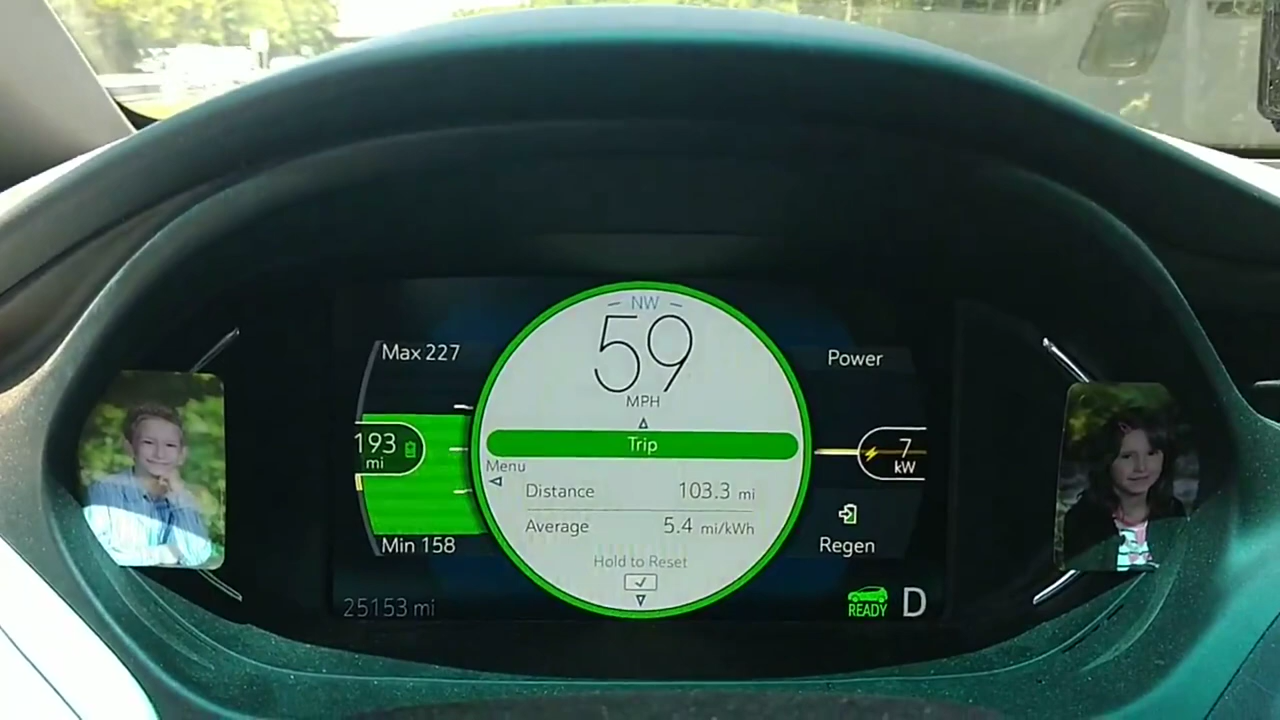 NW
59
MPH
Max 227
193
mi
Min 158
25153 mi
Trip
Menu
Distance 103.3 mi
Average 5.4 mi/kWh
Hold to Reset
Power
7
kW
Regen
READY D